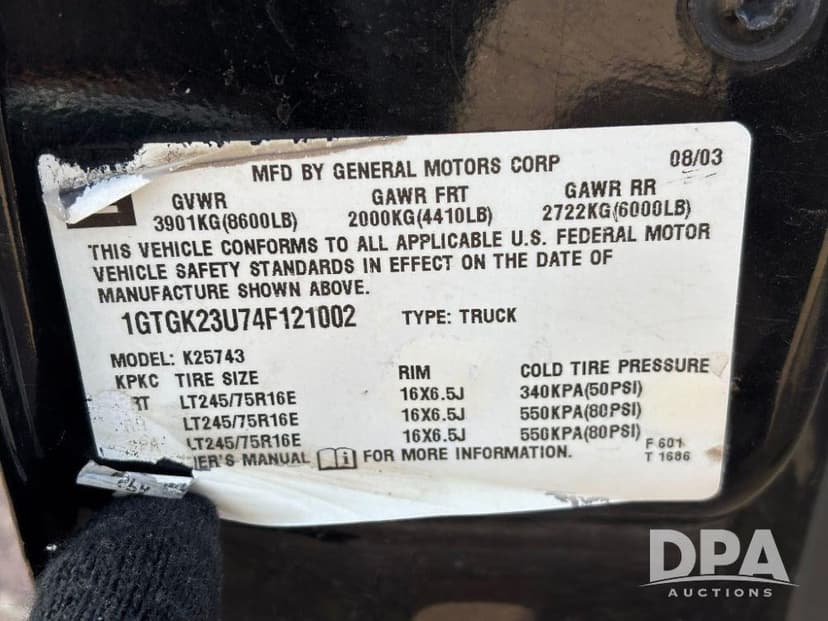 MFD BY GENERAL MOTORS CORP 08/03
GVWR GAWR FRT GAWR RR
3901KG(8600LB) 2000KG(4410LB) 2722KG(6000LB)
THIS VEHICLE CONFORMS TO ALL APPLICABLE U.S. FEDERAL MOTOR
VEHICLE SAFETY STANDARDS IN EFFECT ON THE DATE OF
MANUFACTURE SHOWN ABOVE.
1GTGK23U74F121002 TYPE: TRUCK
MODEL: K25743
KPKC TIRE SIZE RIM COLD TIRE PRESSURE
RT LT245/75R16E 16X6.5J 340KPA(50PSI)
LT245/75R16E 16X6.5J 550KPA(80PSI)
LT245/75R16E 16X6.5J 550KPA(80PSI)
ER'S MANUAL FOR MORE INFORMATION.
F 601
T 1686
DPA
AUCTIONS